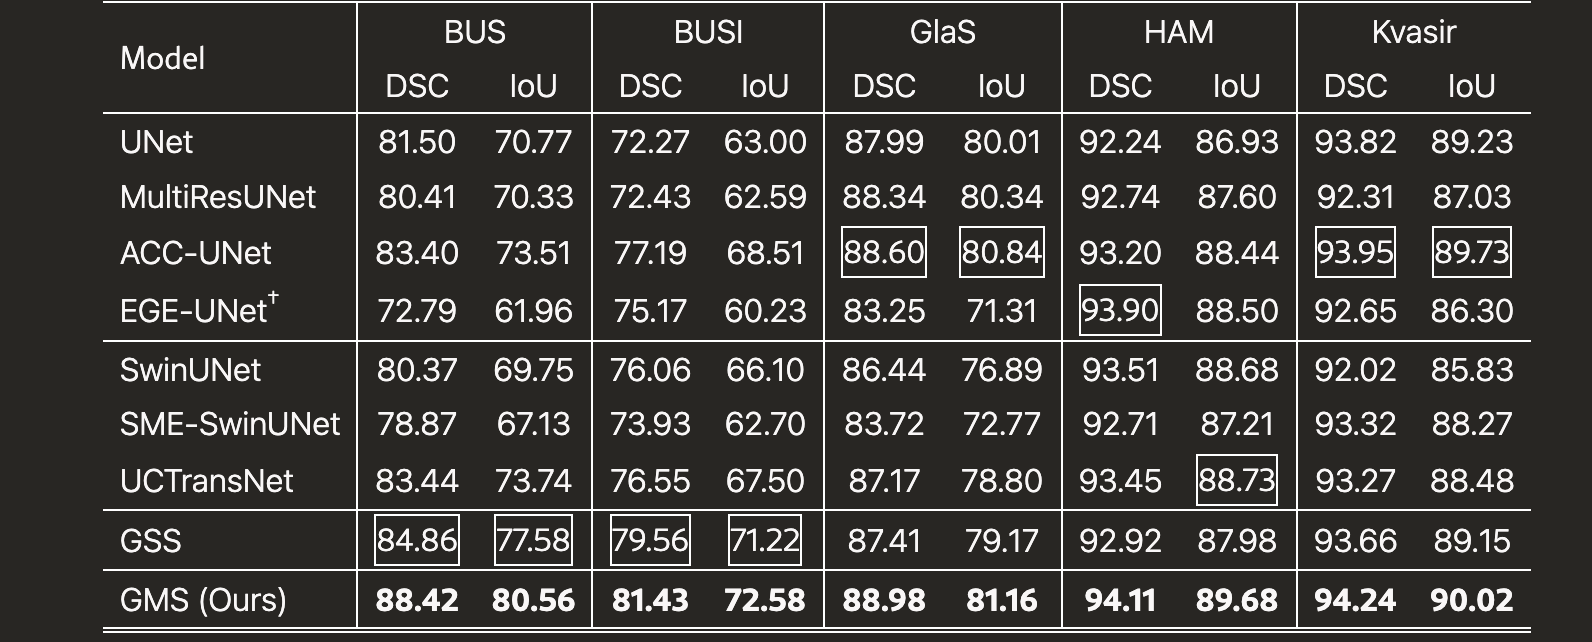 Model BUS BUSI GlaS HAM Kvasir
DSC IoU DSC IoU DSC IoU DSC IoU DSC IoU
UNet 81.50 70.77 72.27 63.00 87.99 80.01 92.24 86.93 93.82 89.23
MultiResUNet 80.41 70.33 72.43 62.59 88.34 80.34 92.74 87.60 92.31 87.03
ACC-UNet 83.40 73.51 77.19 68.51 88.60 80.84 93.20 88.44 93.95 89.73
EGE-UNet† 72.79 61.96 75.17 60.23 83.25 71.31 93.90 88.50 92.65 86.30
SwinUNet 80.37 69.75 76.06 66.10 86.44 76.89 93.51 88.68 92.02 85.83
SME-SwinUNet 78.87 67.13 73.93 62.70 83.72 72.77 92.71 87.21 93.32 88.27
UCTransNet 83.44 73.74 76.55 67.50 87.17 78.80 93.45 88.73 93.27 88.48
GSS 84.86 77.58 79.56 71.22 87.41 79.17 92.92 87.98 93.66 89.15
GMS (Ours) 88.42 80.56 81.43 72.58 88.98 81.16 94.11 89.68 94.24 90.02